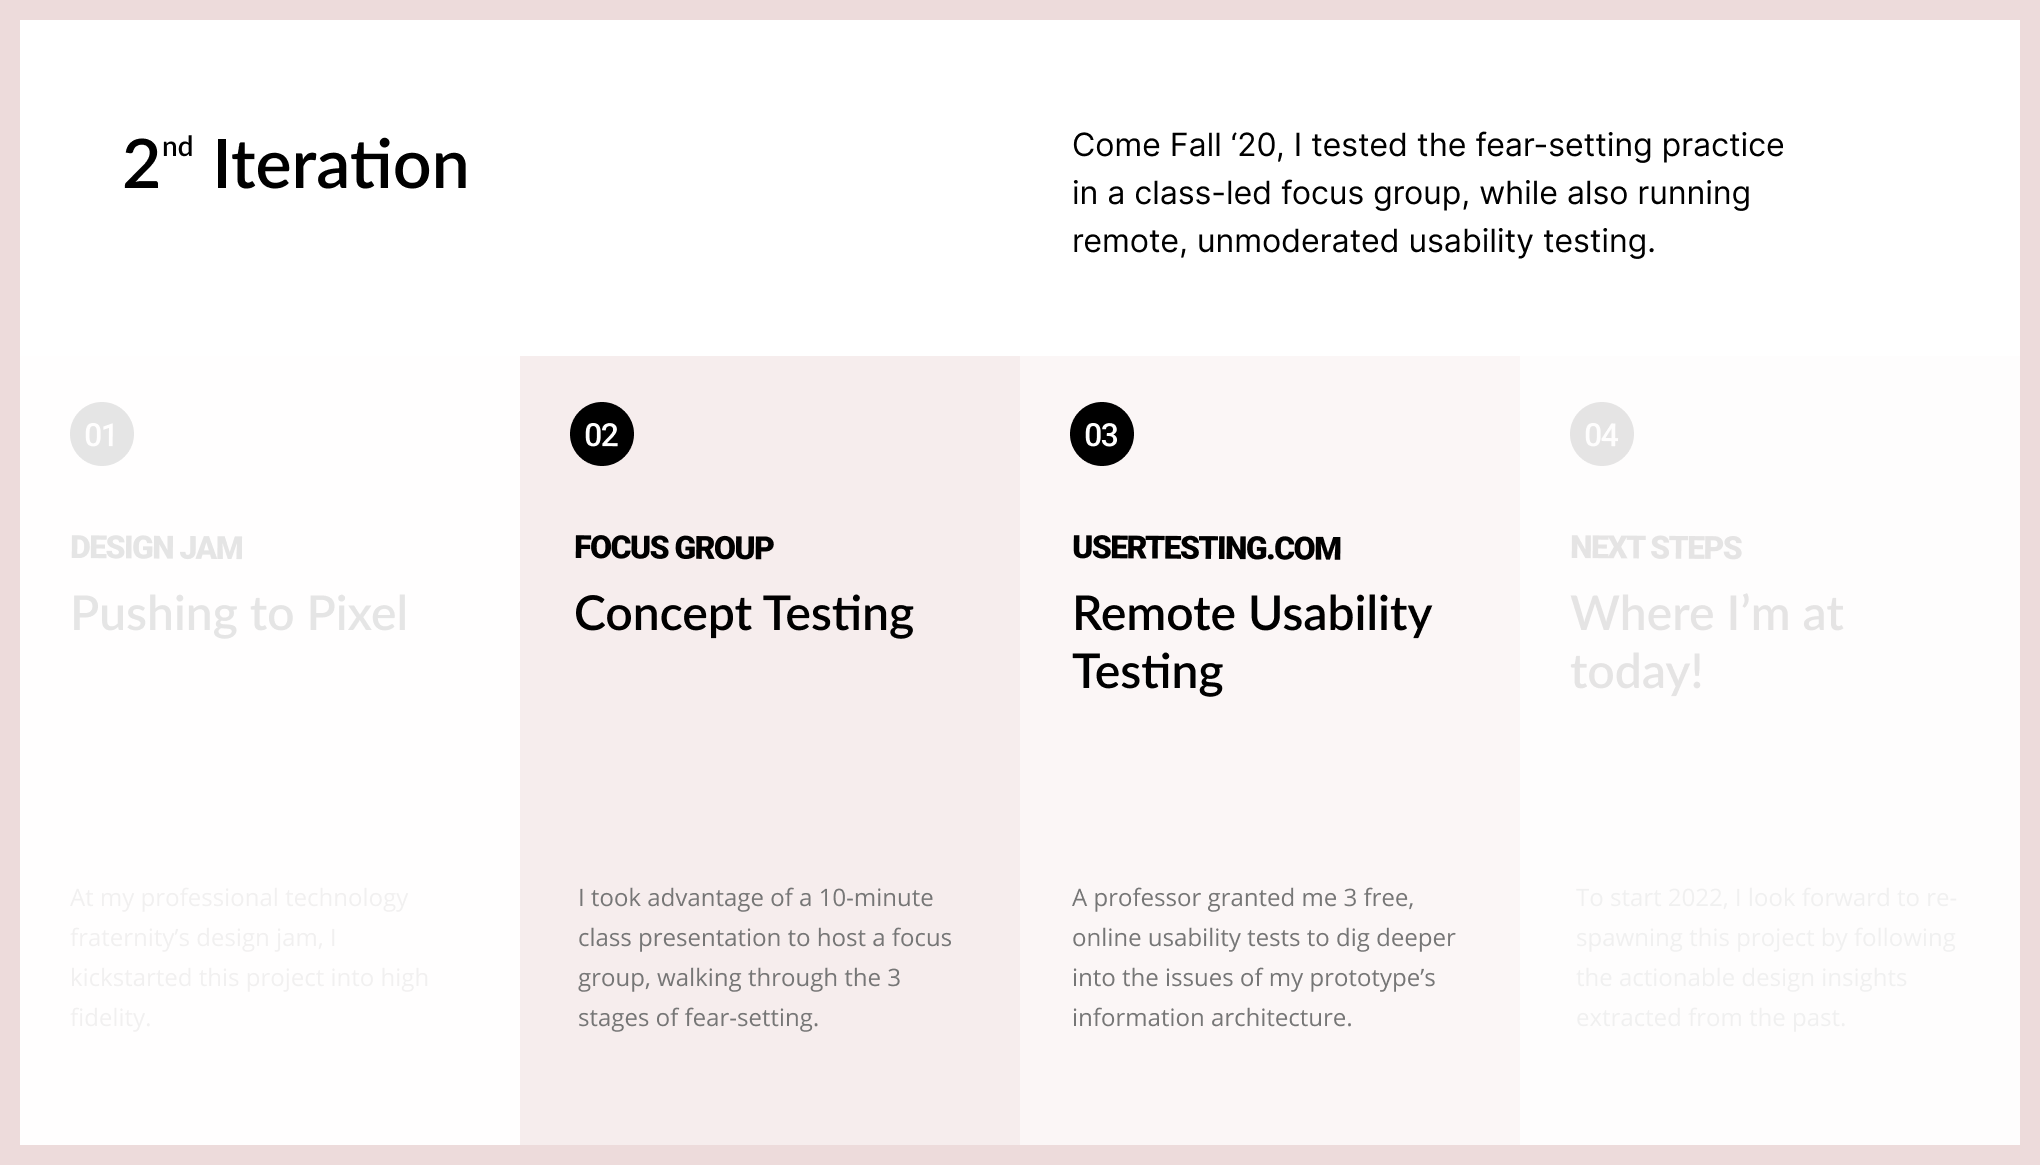 2nd Iteration
Come Fall ‘20, I tested the fear-setting practice
in a class-led focus group, while also running
remote, unmoderated usability testing.
01
DESIGN JAM
Pushing to Pixel
At my professional technology
fraternity’s design jam, I
kickstarted this project into high
fidelity.
02
FOCUS GROUP
Concept Testing
I took advantage of a 10-minute
class presentation to host a focus
group, walking through the 3
stages of fear-setting.
03
USERTESTING.COM
Remote Usability
Testing
A professor granted me 3 free,
online usability tests to dig deeper
into the issues of my prototype’s
information architecture.
04
NEXT STEPS
Where I’m at
today!
To start 2022, I look forward to re-
spawning this project by following
the actionable design insights
extracted from the past.